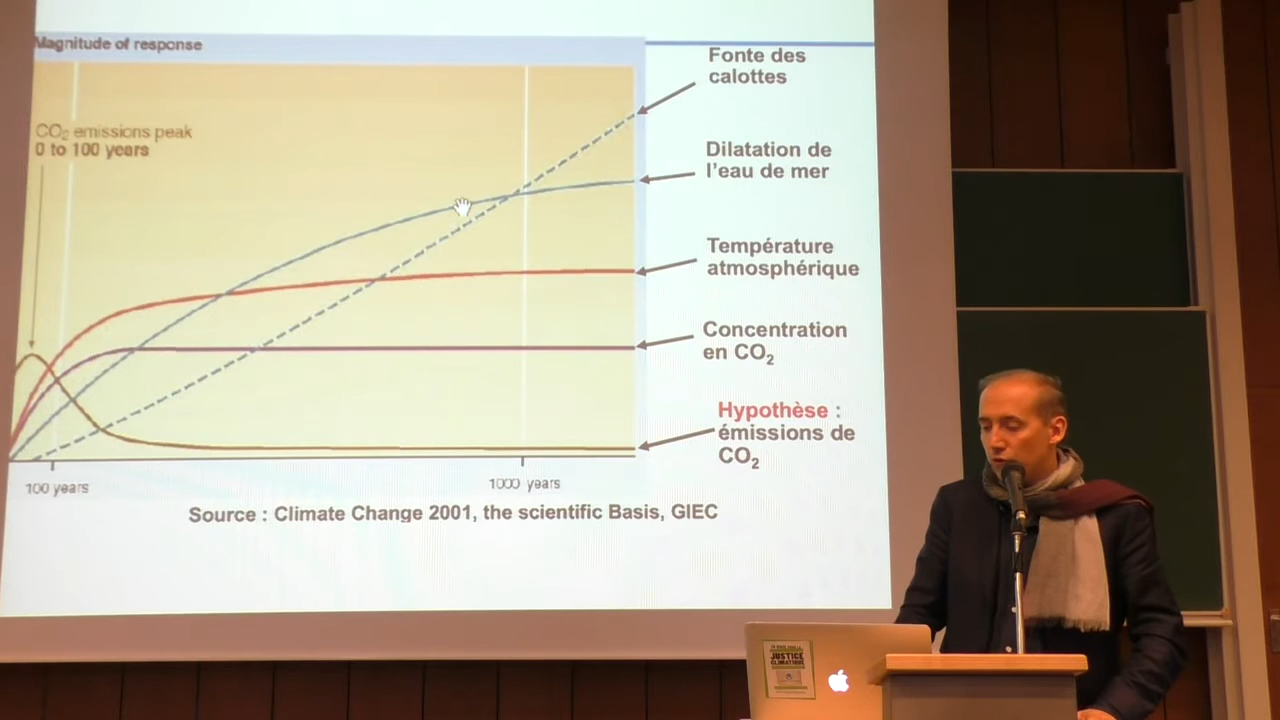 Magnitude of response
CO₂ emissions peak
0 to 100 years
Fonte des
calottes
Dilatation de
l'eau de mer
Température
atmosphérique
Concentration
en CO₂
Hypothèse :
émissions de
CO₂
100 years
1000 years
Source : Climate Change 2001, the scientific Basis, GIEC
JUSTICE
CLIMATIQUE